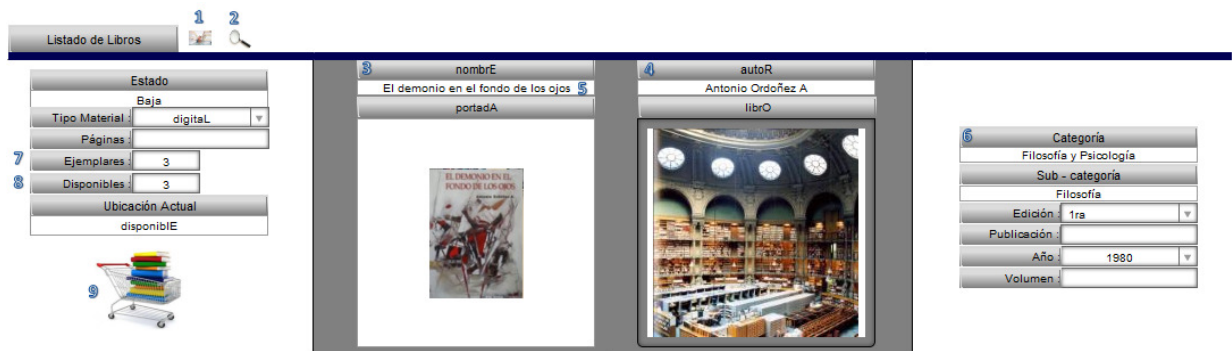 1 2
Listado de Libros
Estado
Baja
Tipo Material : digitaL
Páginas :
7 Ejemplares : 3
8 Disponibles : 3
Ubicación Actual
disponiblE
9
3 nombrE
El demonio en el fondo de los ojos 5
portadA
EL DEMONIO EN EL
FONDO DE LOS OJOS
4 autoR
Antonio Ordoñez A
librO
6 Categoría
Filosofía y Psicología
Sub - categoría
Filosofía
Edición : 1ra
Publicación :
Año : 1980
Volumen :